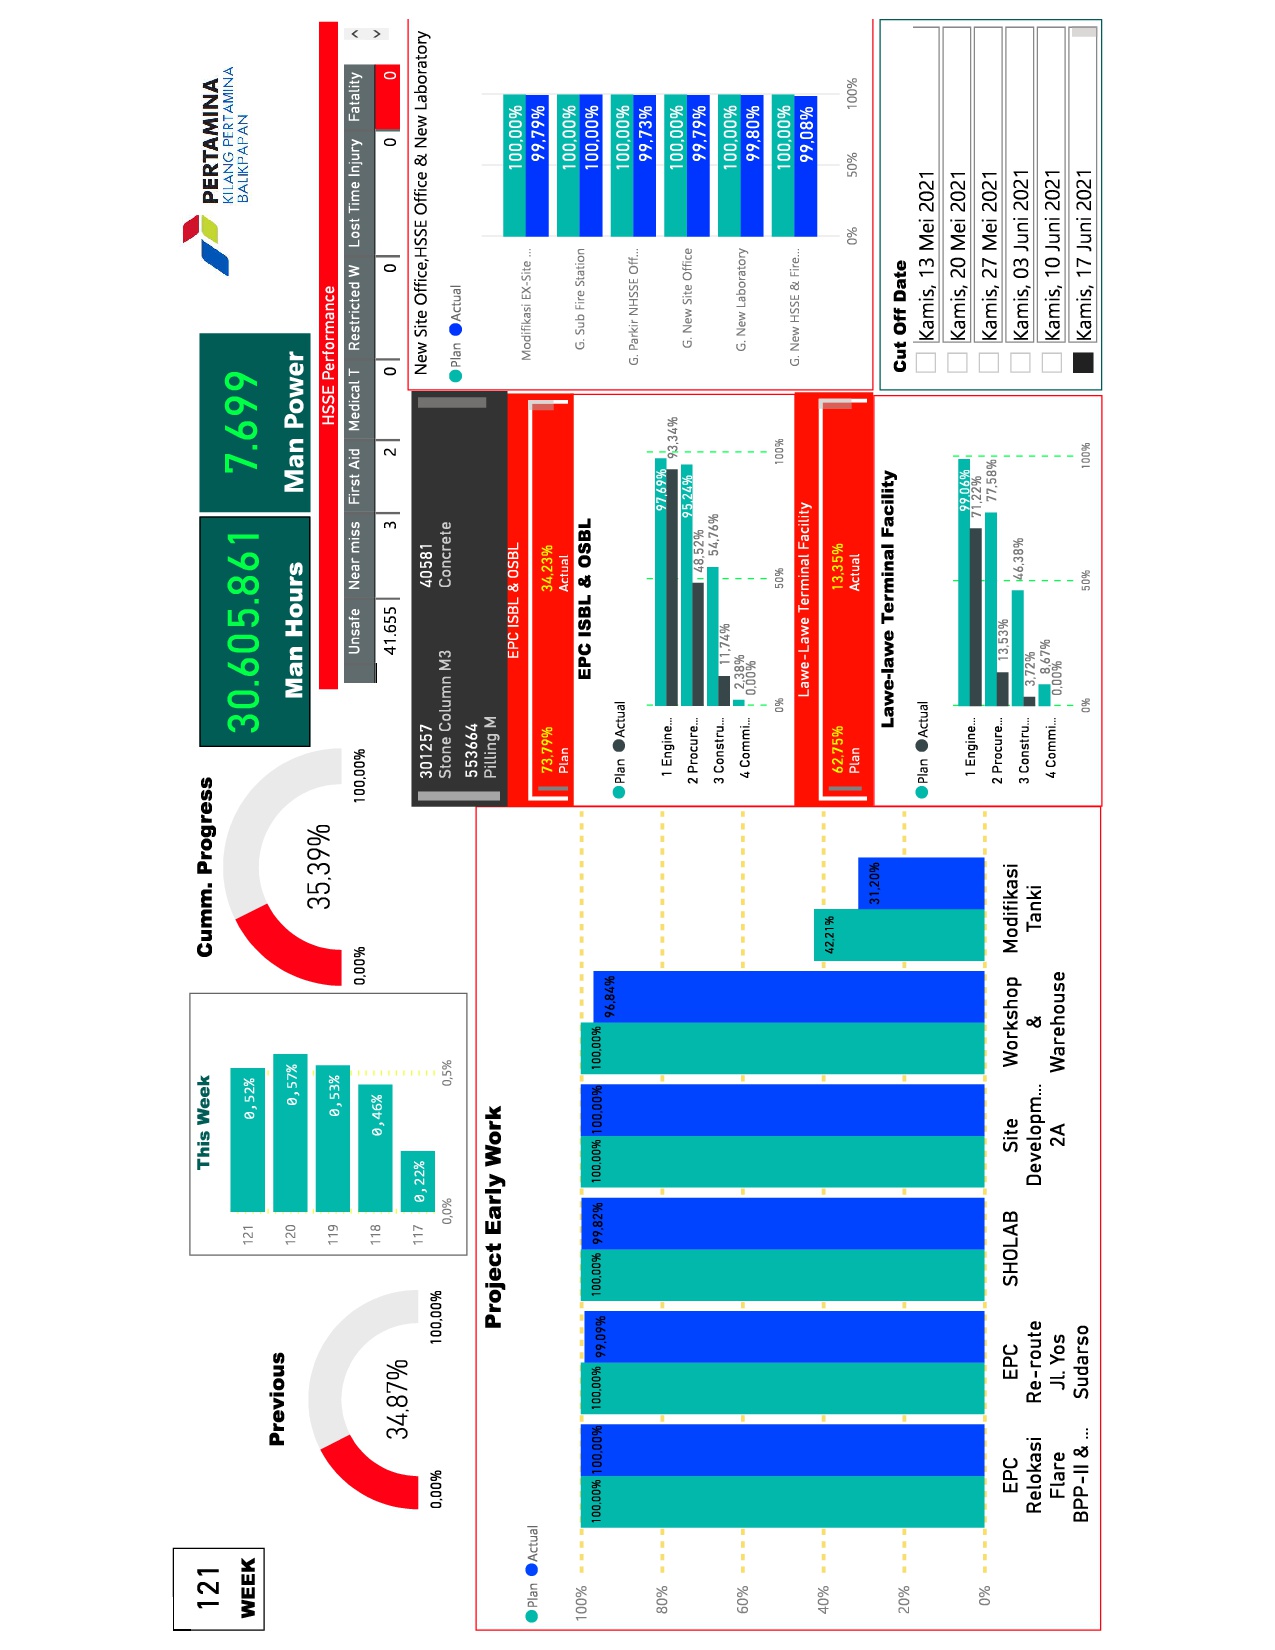 121
WEEK
Previous
34,87%
0,00%
100,00%
This Week
121
0,52%
120
0,57%
119
0,53%
118
0,46%
117
0,22%
0,0%
0,5%
Cumm. Progress
35,39%
0,00%
100,00%
30.605.861
Man Hours
7.699
Man Power
PERTAMINA
KILANG PERTAMINA
BALIKPAPAN
HSSE Performance
Unsafe Near miss First Aid Medical T Restricted W Lost Time Injury Fatality
41.655 3 2 0 0 0 0
Project Early Work
Plan Actual
100%
80%
60%
40%
20%
0%
100,00% 100,00%
100,00% 99,09%
100,00% 99,82%
100,00% 100,00%
100,00% 96,84%
42,21% 31,20%
EPC
Relokasi
Flare
BPP-II & ...
EPC
Re-route
Jl. Yos
Sudarso
SHOLAB
Site
Developm...
2A
Workshop
&
Warehouse
Modifikasi
Tanki
301257
Stone Column M3
40581
Concrete
553664
Pilling M
EPC ISBL & OSBL
73,79%
Plan
34,23%
Actual
EPC ISBL & OSBL
Plan Actual
1 Engine...
97,69%
93,34%
2 Procure...
95,24%
48,52%
3 Constru...
54,76%
11,74%
4 Commi...
2,38%
0,00%
0%
50%
100%
Lawe-Lawe Terminal Facility
62,75%
Plan
13,35%
Actual
Lawe-lawe Terminal Facility
Plan Actual
1 Engine...
99,06%
71,22%
2 Procure...
77,58%
13,53%
3 Constru...
46,38%
3,72%
4 Commi...
8,67%
0,00%
0%
50%
100%
New Site Office,HSSE Office & New Laboratory
Plan Actual
Modifikasi EX-Site ...
100,00%
99,79%
G. Sub Fire Station
100,00%
100,00%
G. Parkir NHSSE Off...
100,00%
99,73%
G. New Site Office
100,00%
99,79%
G. New Laboratory
100,00%
99,80%
G. New HSSE & Fire...
100,00%
99,08%
0%
50%
100%
Cut Off Date
Kamis, 13 Mei 2021
Kamis, 20 Mei 2021
Kamis, 27 Mei 2021
Kamis, 03 Juni 2021
Kamis, 10 Juni 2021
Kamis, 17 Juni 2021